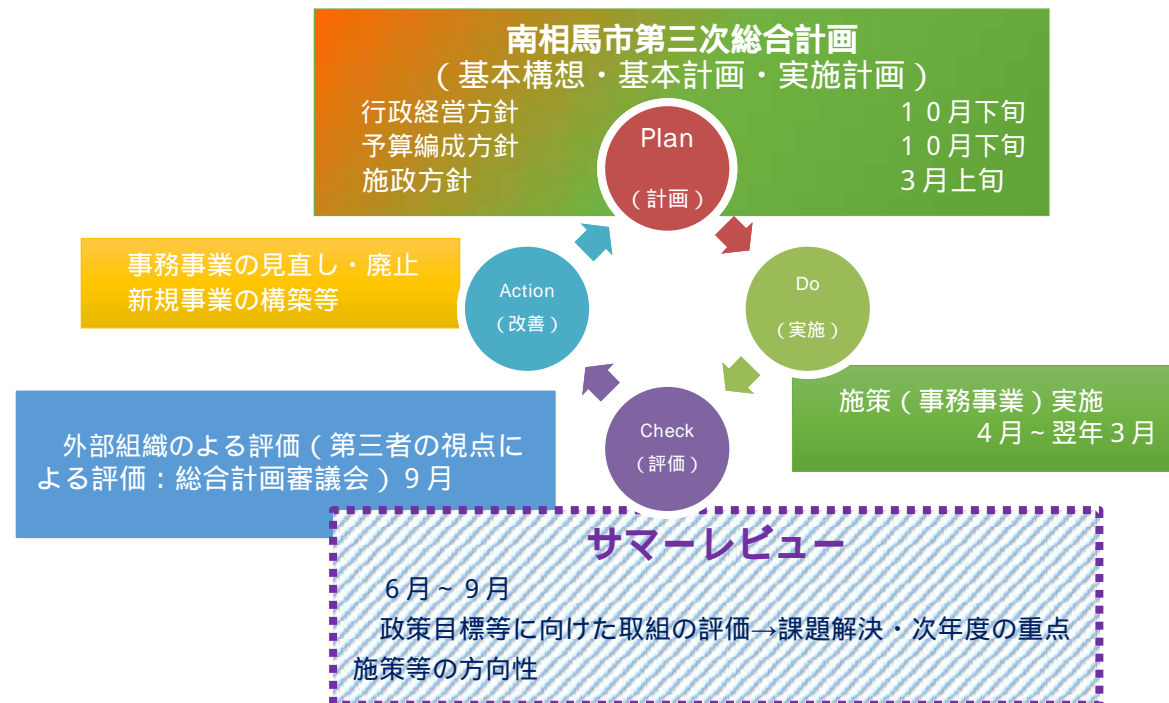 南相馬市第三次総合計画
(基本構想・基本計画・実施計画)
行政経営方針 10月下旬
予算編成方針 10月下旬
施政方針 3月上旬
Plan
(計画)
事務事業の見直し・廃止
新規事業の構築等
Action
(改善)
Do
(実施)
施策(事務事業)実施
4月~翌年3月
外部組織のよる評価(第三者の視点に
よる評価:総合計画審議会)9月
Check
(評価)
サマーレビュー
6月~9月
政策目標等に向けた取組の評価→課題解決・次年度の重点
施策等の方向性